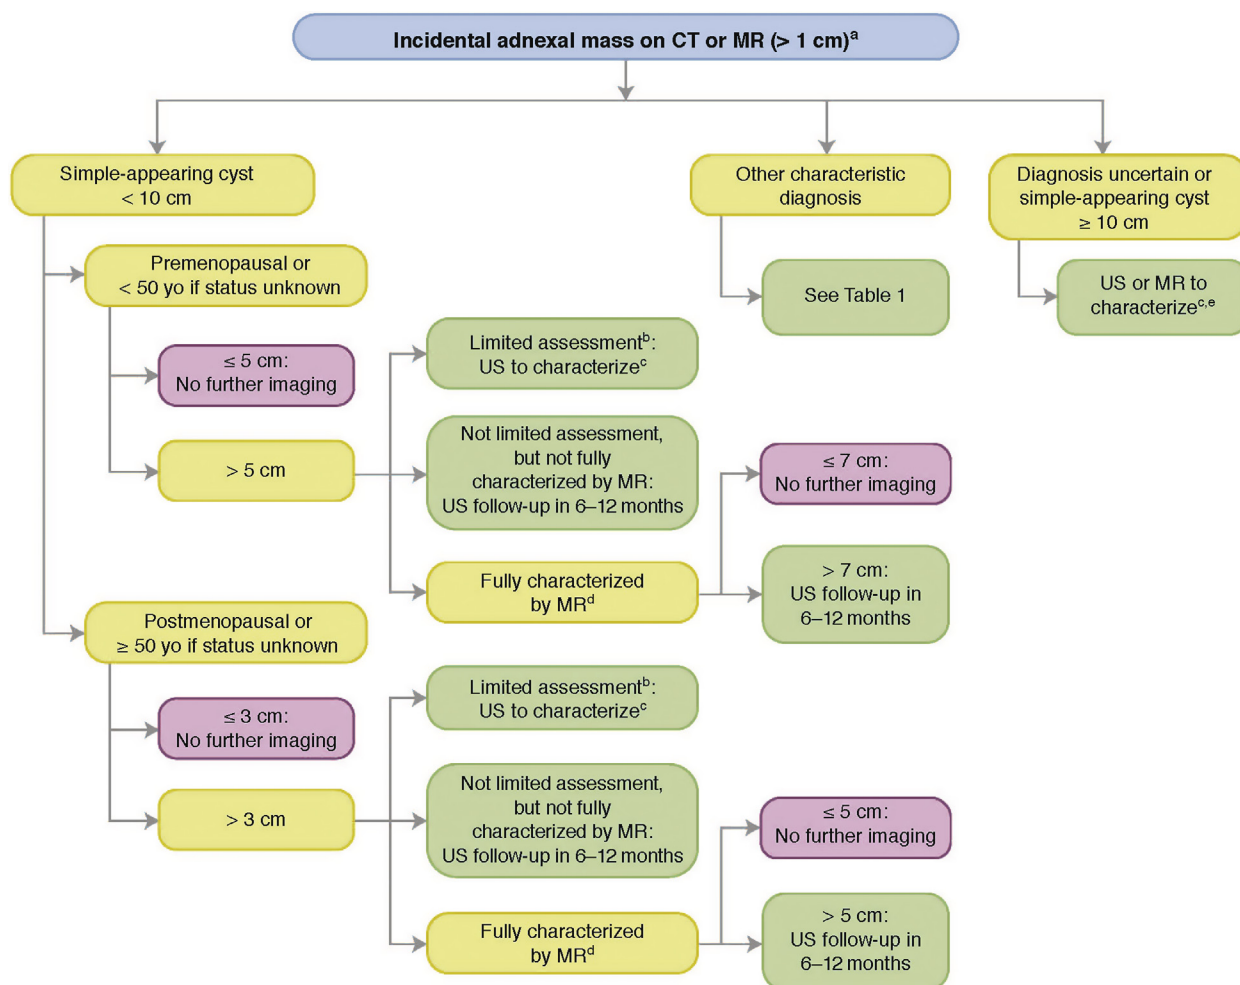 Incidental adnexal mass on CT or MR (> 1 cm)ᵃ
Simple-appearing cyst
< 10 cm
Other characteristic
diagnosis
Diagnosis uncertain or
simple-appearing cyst
≥ 10 cm
Premenopausal or
< 50 yo if status unknown
See Table 1
US or MR to
characterizeᶜ,ᵉ
≤ 5 cm:
No further imaging
Limited assessmentᵇ:
US to characterizeᶜ
> 5 cm
Not limited assessment,
but not fully
characterized by MR:
US follow-up in 6–12 months
≤ 7 cm:
No further imaging
Fully characterized
by MRᵈ
> 7 cm:
US follow-up in
6–12 months
Postmenopausal or
≥ 50 yo if status unknown
≤ 3 cm:
No further imaging
Limited assessmentᵇ:
US to characterizeᶜ
> 3 cm
Not limited assessment,
but not fully
characterized by MR:
US follow-up in 6–12 months
≤ 5 cm:
No further imaging
Fully characterized
by MRᵈ
> 5 cm:
US follow-up in
6–12 months